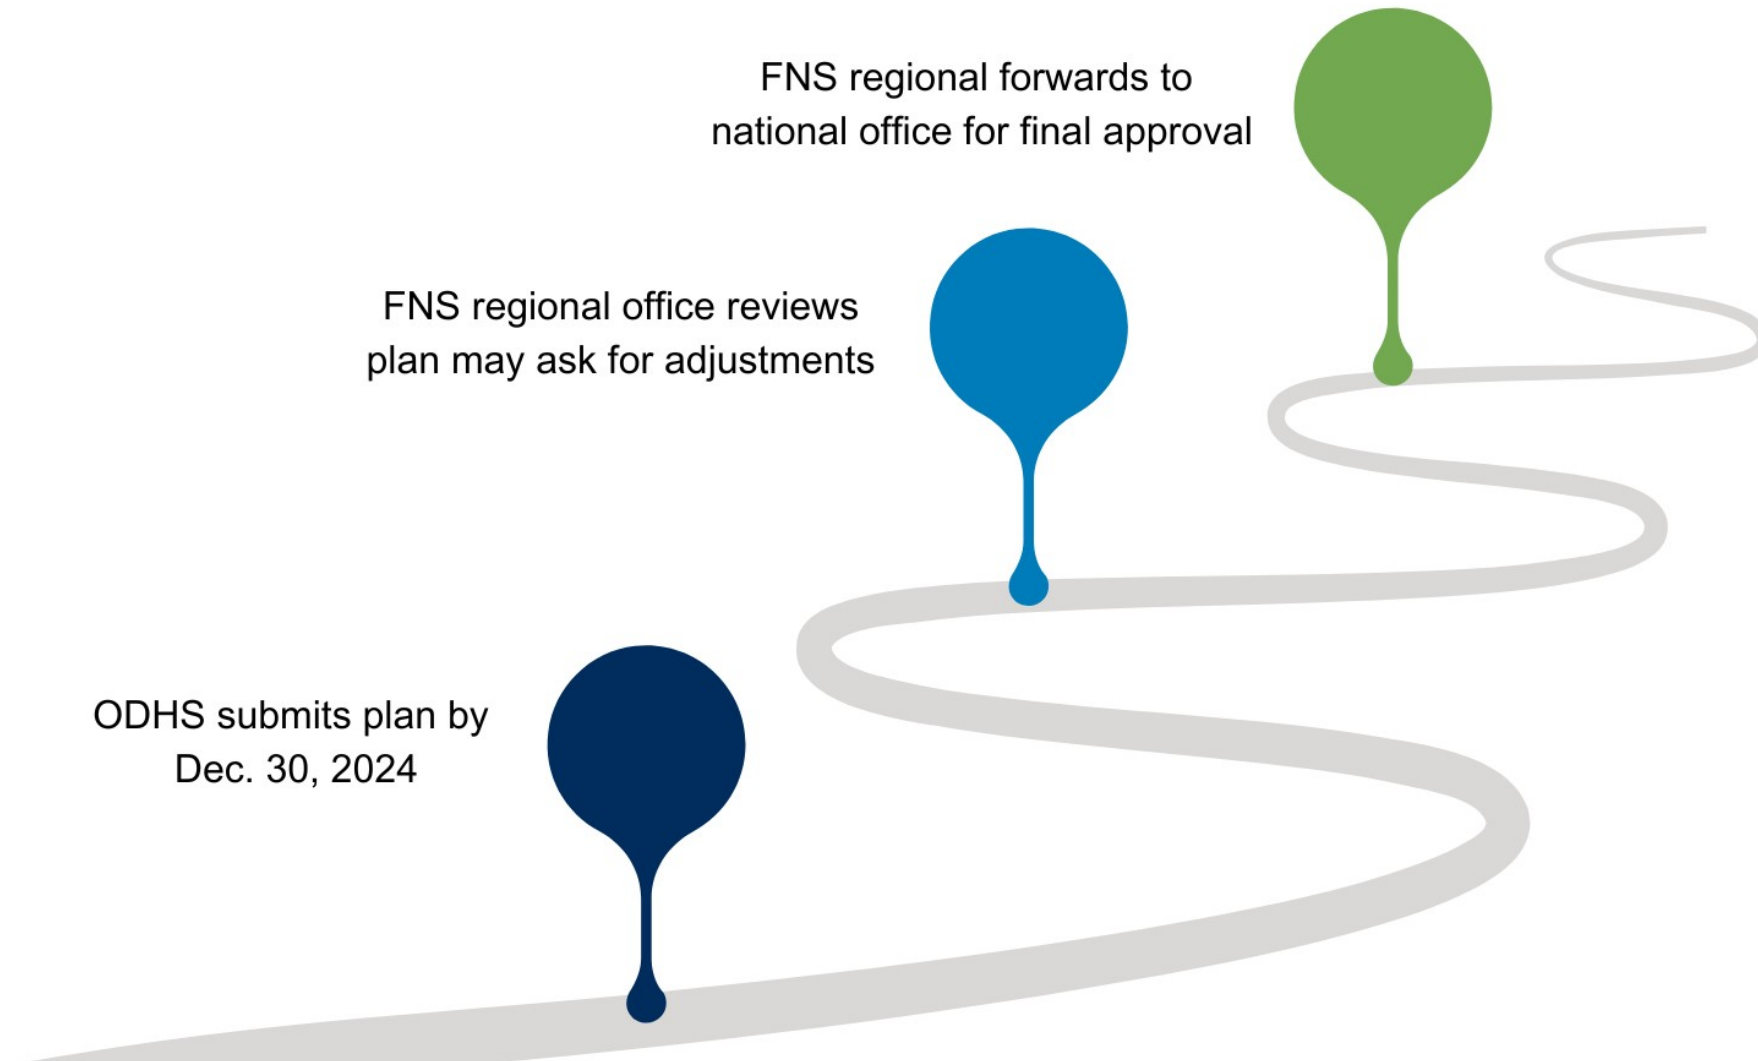 FNS regional forwards to
national office for final approval
FNS regional office reviews
plan may ask for adjustments
ODHS submits plan by
Dec. 30, 2024